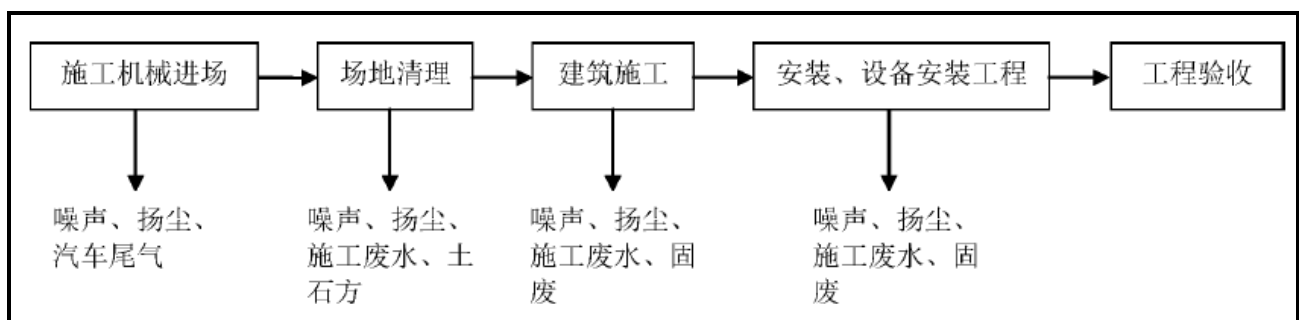 施工机械进场
场地清理
建筑施工
安装、设备安装工程
工程验收
噪声、扬尘、
汽车尾气
噪声、扬尘、
施工废水、土
石方
噪声、扬尘、
施工废水、固
废
噪声、扬尘、
施工废水、固
废